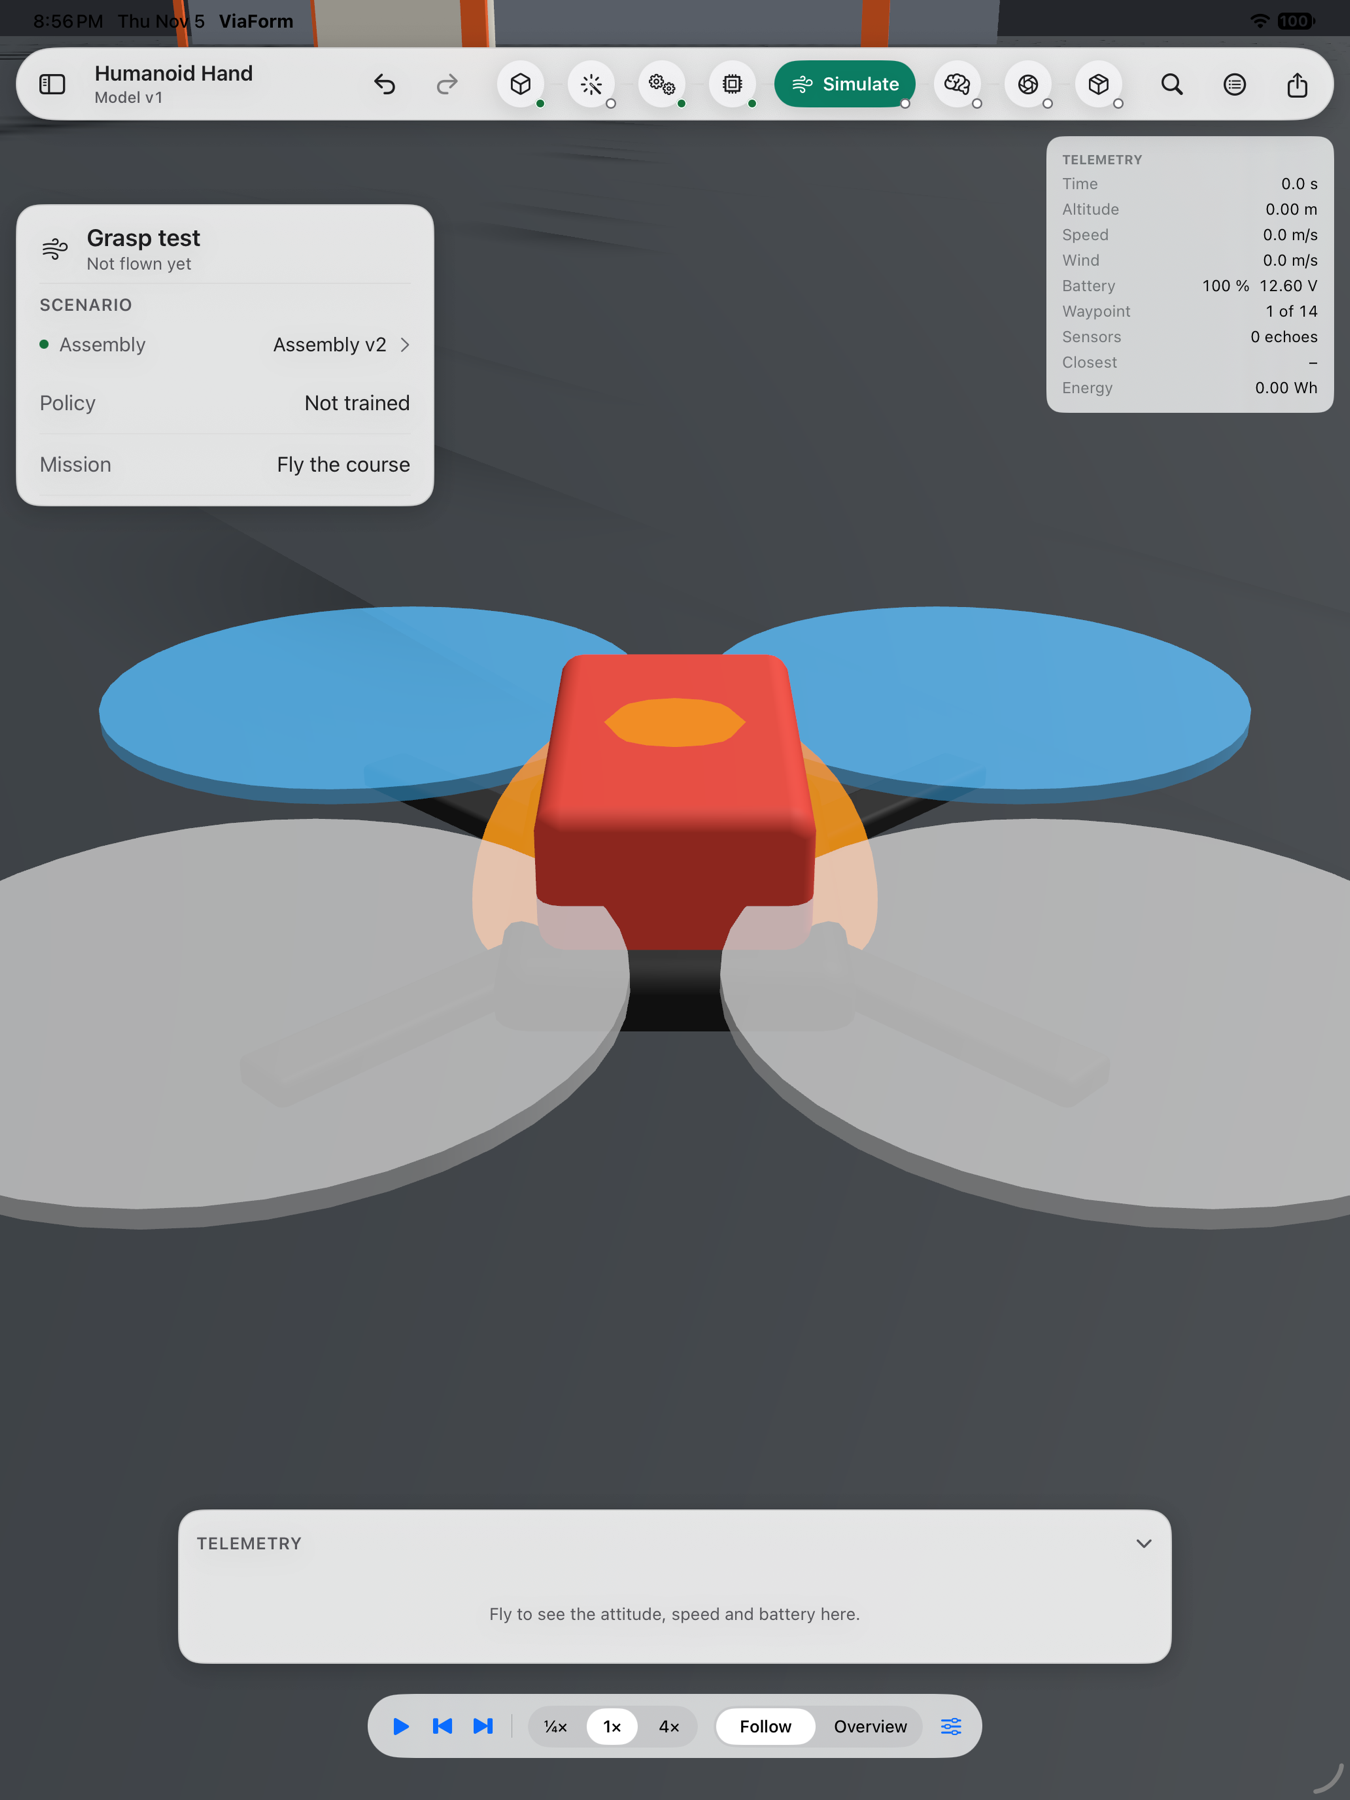 8:56 PM Thu Nov 5 ViaForm
100
Humanoid Hand
Model v1
Simulate
TELEMETRY
Time 0.0 s
Altitude 0.00 m
Speed 0.0 m/s
Wind 0.0 m/s
Battery 100 % 12.60 V
Waypoint 1 of 14
Sensors 0 echoes
Closest –
Energy 0.00 Wh
Grasp test
Not flown yet
SCENARIO
Assembly Assembly v2
Policy Not trained
Mission Fly the course
TELEMETRY
Fly to see the attitude, speed and battery here.
¼× 1× 4× Follow Overview